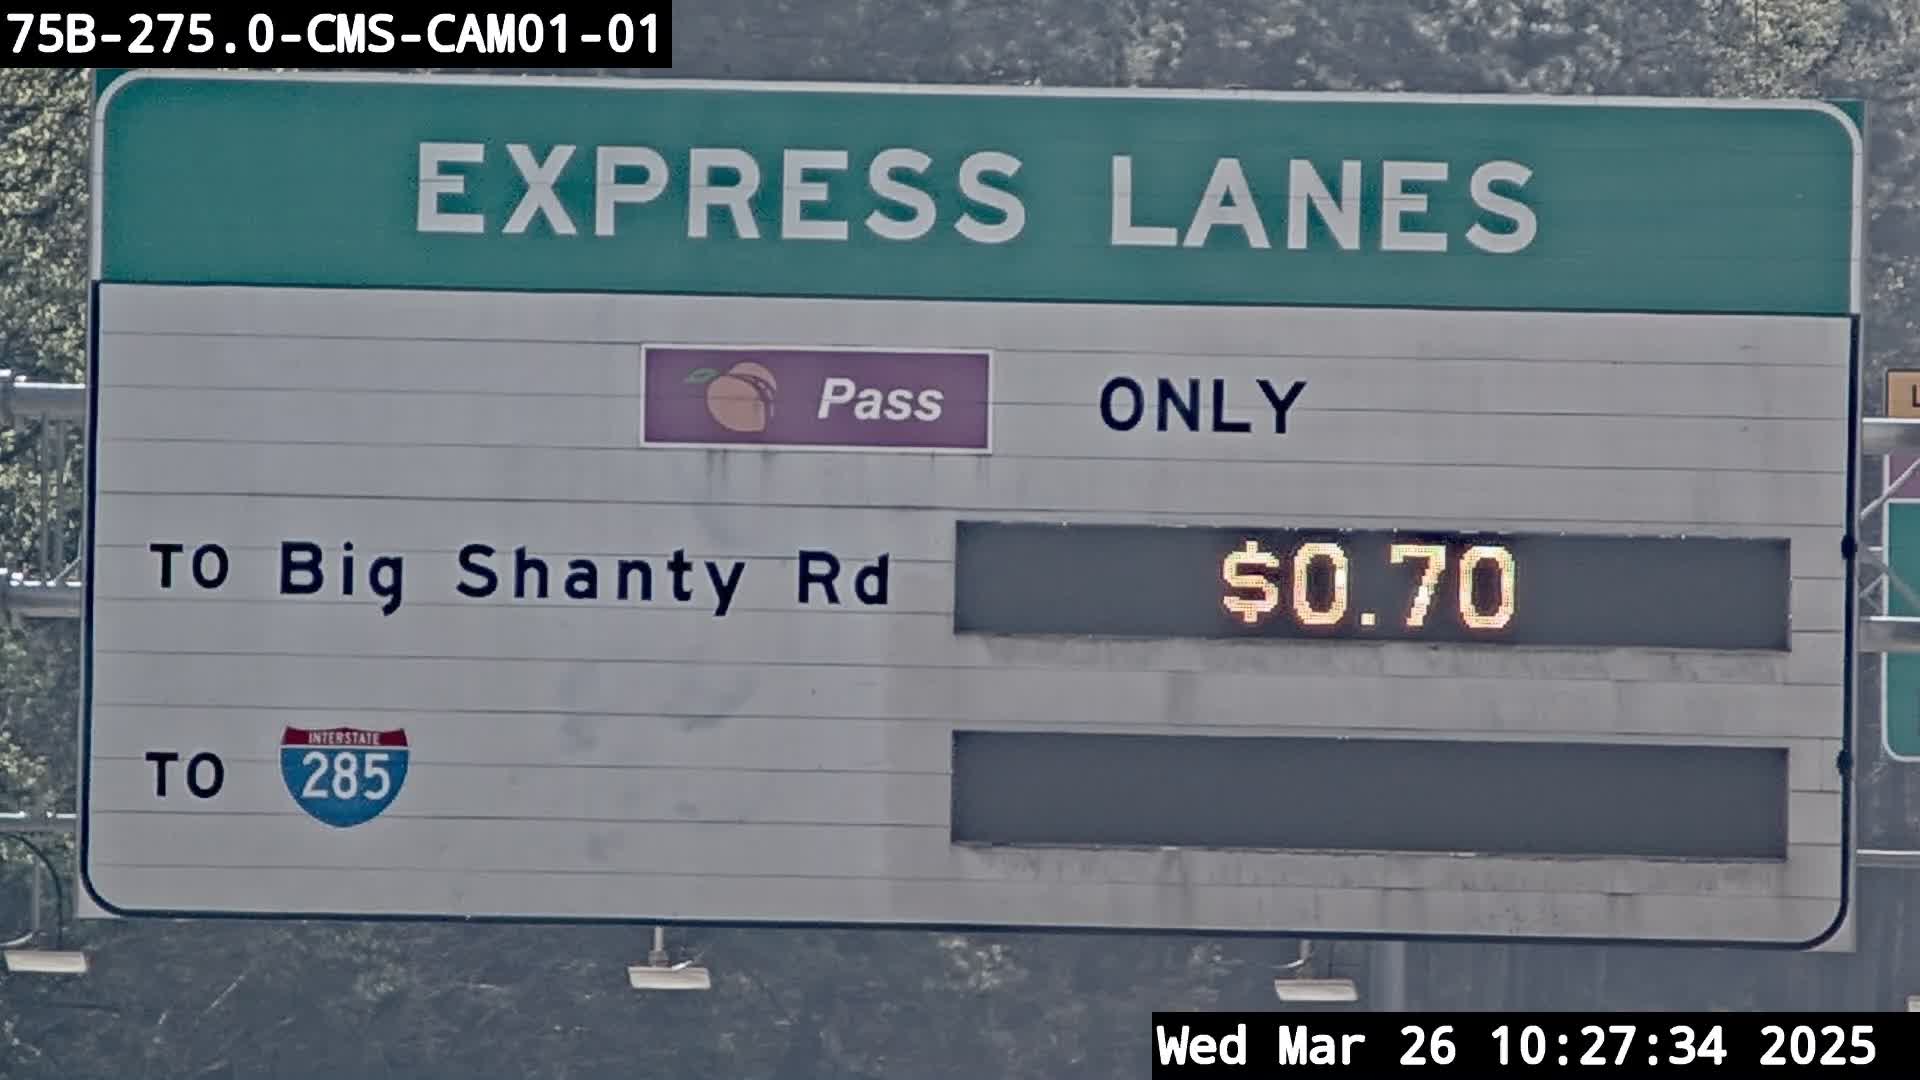 75B-275.0-CMS-CAM01-01
EXPRESS LANES
Pass ONLY
TO Big Shanty Rd $0.70
TO INTERSTATE 285
Wed Mar 26 10:27:34 2025